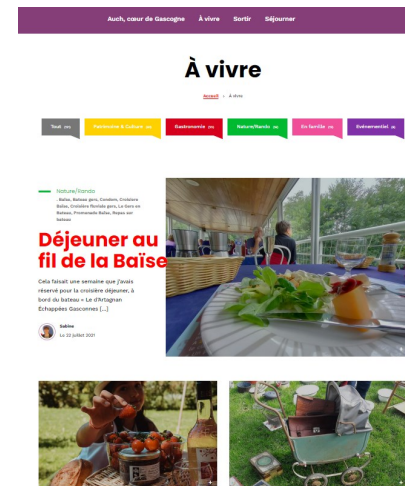 Auch, cœur de Gascogne À vivre Sortir Séjourner
À vivre
Accueil » À vivre
Tout
Patrimoine & Culture
Gastronomie
Nature/Rando
En famille
Evénementiel
Nature/Rando
, Baïse, Bateau gers, Condom, Croisière
Baïse, Croisière fluviale gers, Le Gers en
Bateau, Promenade Baïse, Repas sur
bateau
Déjeuner au
fil de la Baïse
Cela faisait une semaine que j'avais
réservé pour la croisière déjeuner, à
bord du bateau « Le d'Artagnan
Échappées Gasconnes [...]
Sabine
Le 22 juillet 2021